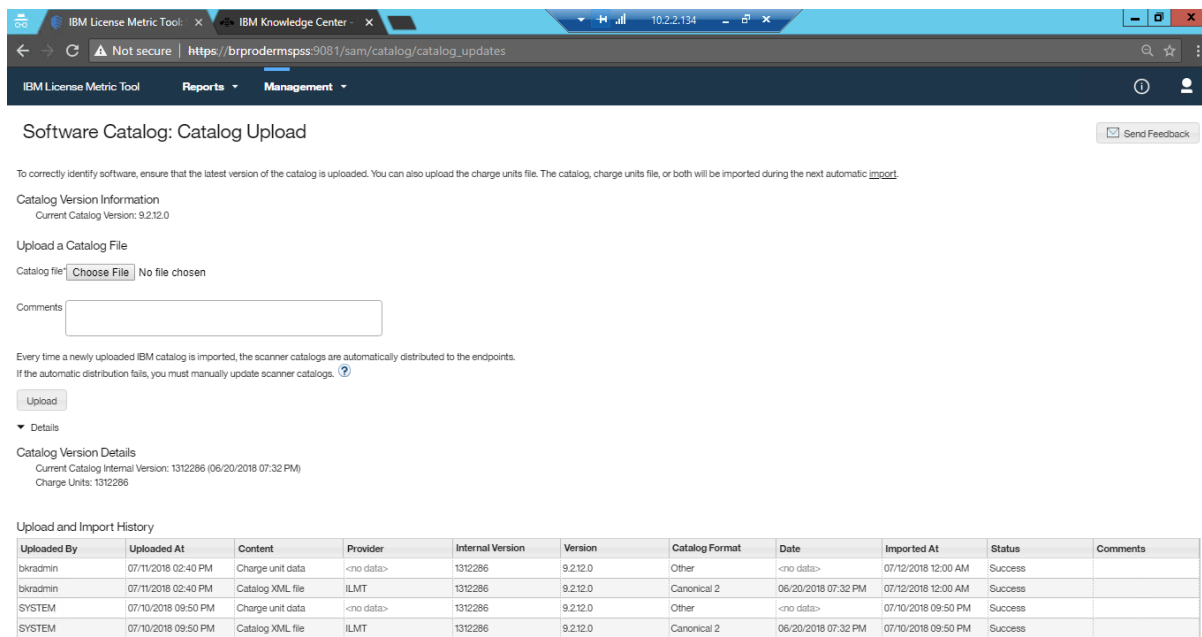 IBM License Metric Tool: X IBM Knowledge Center - X 10.2.2.134
Not secure | https://brprodermspss:9081/sam/catalog/catalog_updates
IBM License Metric Tool Reports Management
Software Catalog: Catalog Upload
Send Feedback
To correctly identify software, ensure that the latest version of the catalog is uploaded. You can also upload the charge units file. The catalog, charge units file, or both will be imported during the next automatic import.
Catalog Version Information
Current Catalog Version: 9.2.12.0
Upload a Catalog File
Catalog file* Choose File No file chosen
Comments
Every time a newly uploaded IBM catalog is imported, the scanner catalogs are automatically distributed to the endpoints.
If the automatic distribution fails, you must manually update scanner catalogs. ?
Upload
Details
Catalog Version Details
Current Catalog Internal Version: 1312286 (06/20/2018 07:32 PM)
Charge Units: 1312286
Upload and Import History
Uploaded By Uploaded At Content Provider Internal Version Version Catalog Format Date Imported At Status Comments
bkradmin 07/11/2018 02:40 PM Charge unit data <no data> 1312286 9.2.12.0 Other <no data> 07/12/2018 12:00 AM Success
bkradmin 07/11/2018 02:40 PM Catalog XML file ILMT 1312286 9.2.12.0 Canonical 2 06/20/2018 07:32 PM 07/12/2018 12:00 AM Success
SYSTEM 07/10/2018 09:50 PM Charge unit data <no data> 1312286 9.2.12.0 Other <no data> 07/10/2018 09:50 PM Success
SYSTEM 07/10/2018 09:50 PM Catalog XML file ILMT 1312286 9.2.12.0 Canonical 2 06/20/2018 07:32 PM 07/10/2018 09:50 PM Success